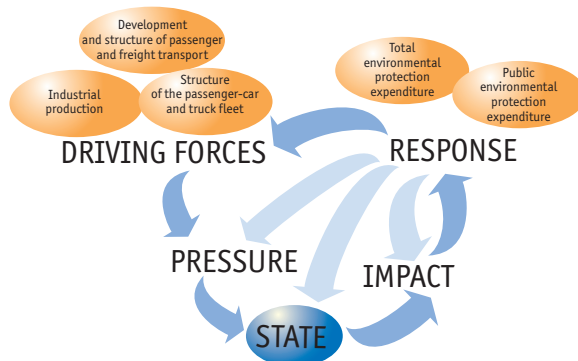 Development
and structure of passenger
and freight transport
Industrial
production
Structure
of the passenger-car
and truck fleet
Total
environmental
protection
expenditure
Public
environmental
protection
expenditure
DRIVING FORCES
RESPONSE
PRESSURE
IMPACT
STATE